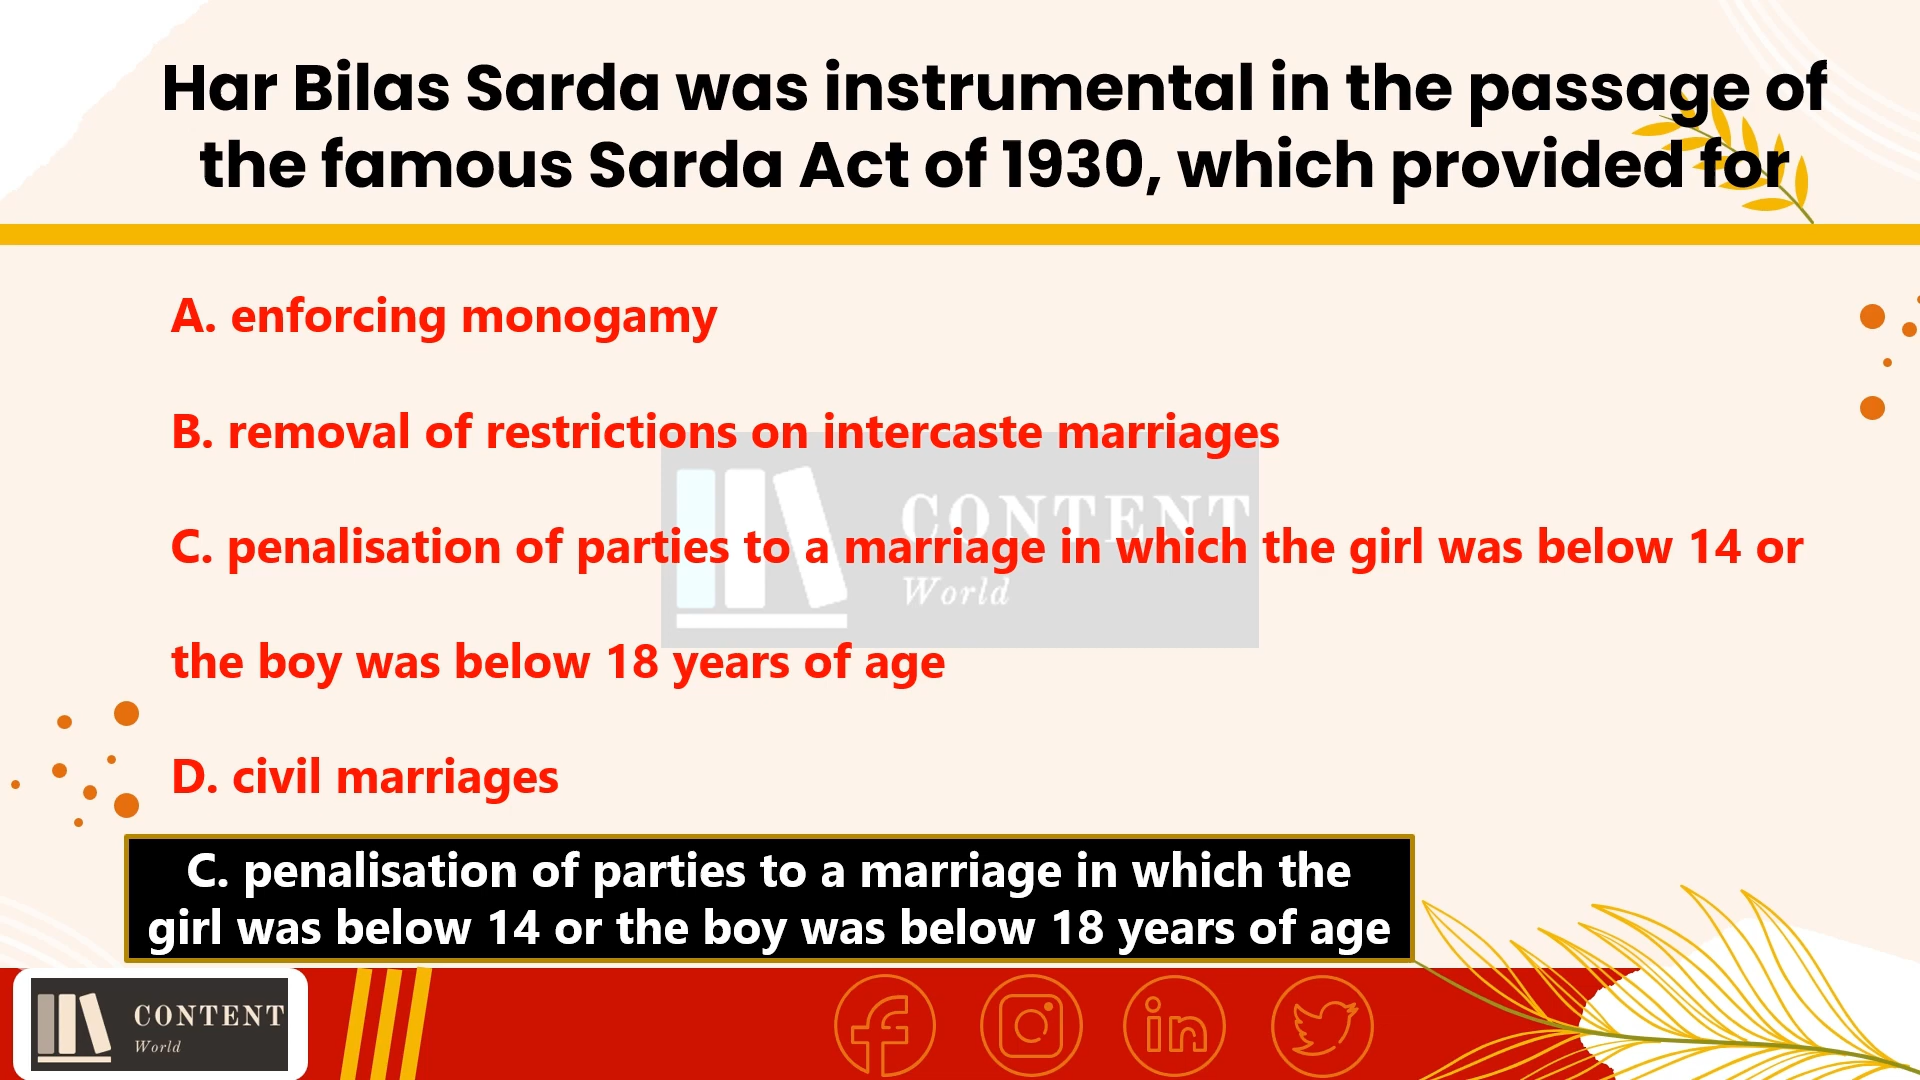 Har Bilas Sarda was instrumental in the passage of
the famous Sarda Act of 1930, which provided for
A. enforcing monogamy
B. removal of restrictions on intercaste marriages
CONTENT
C. penalisation of parties to a marriage in which the girl was below 14 or
World
the boy was below 18 years of age
D. civil marriages
C. penalisation of parties to a marriage in which the
girl was below 14 or the boy was below 18 years of age
CONTENT
World